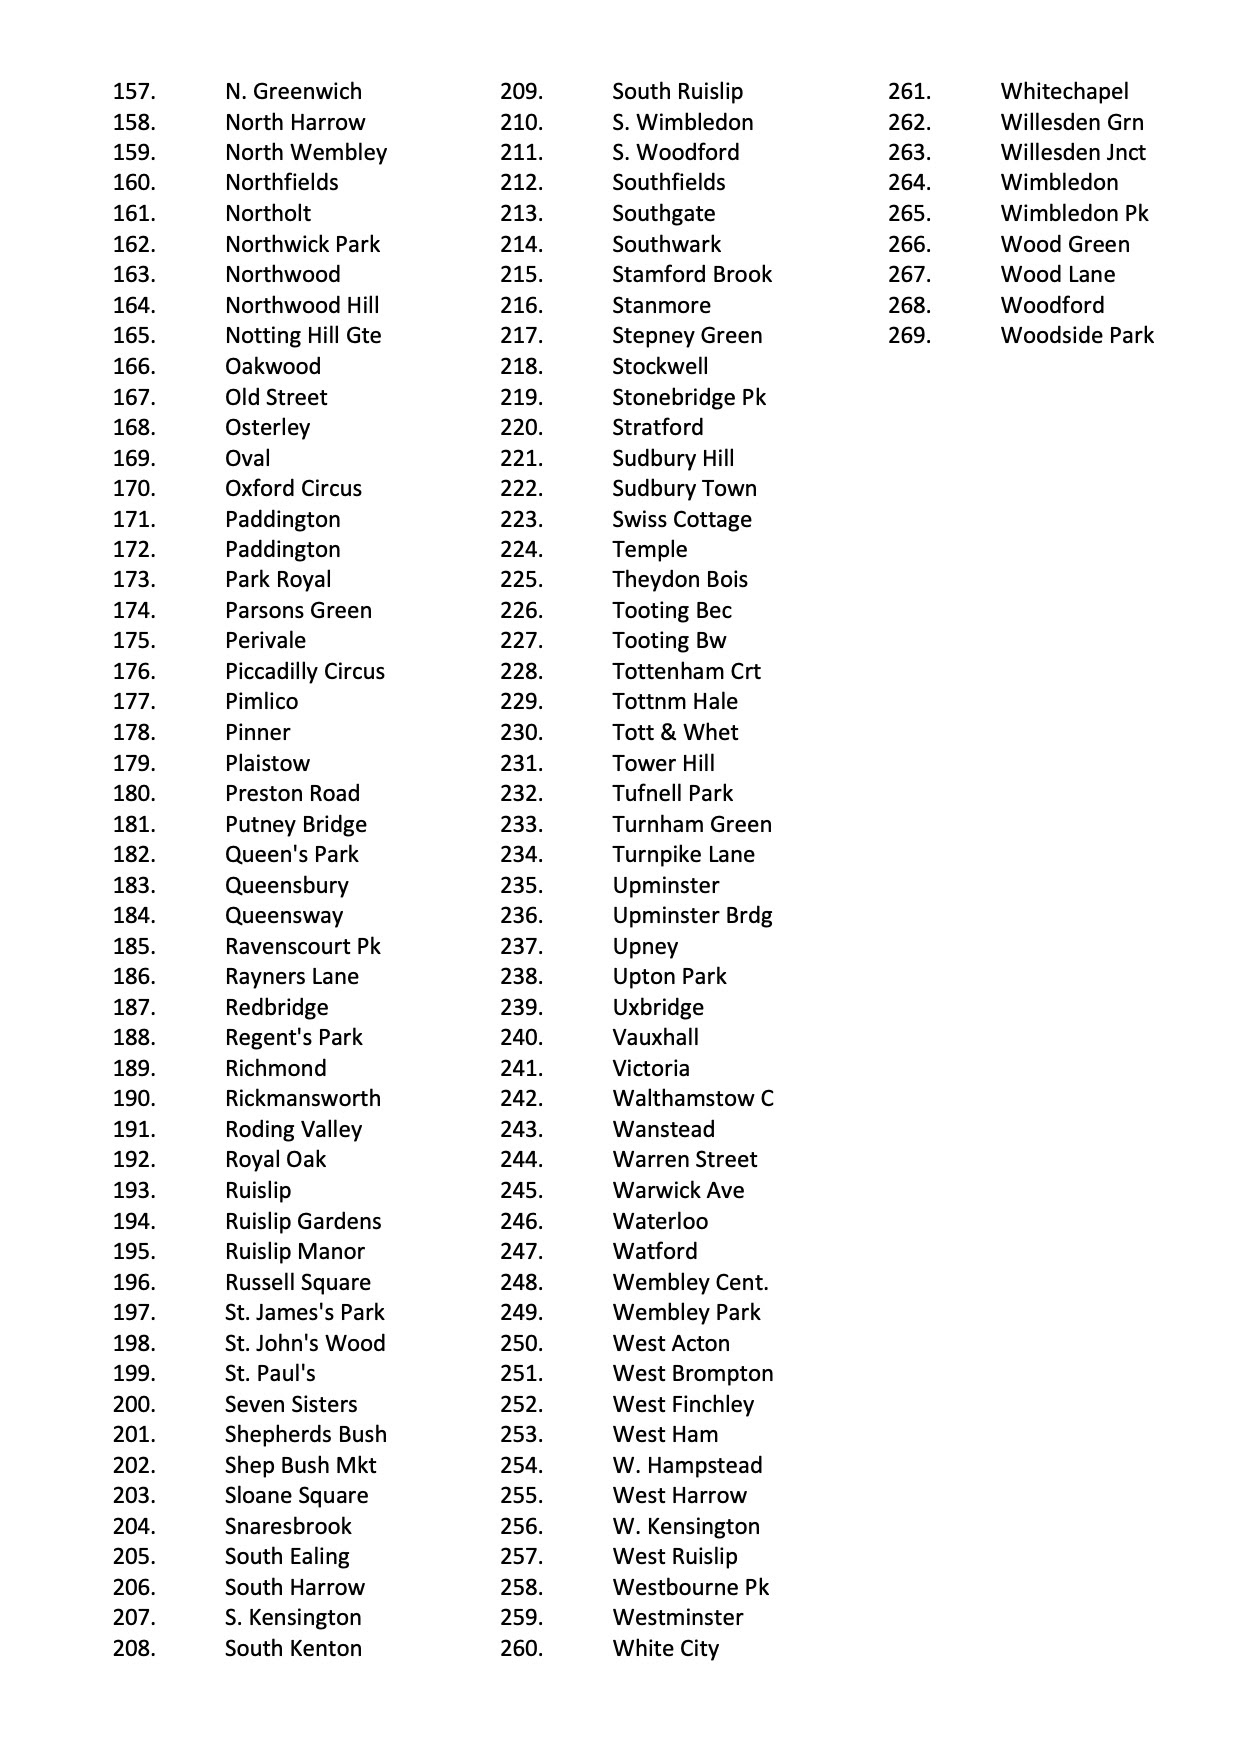 157. N. Greenwich
158. North Harrow
159. North Wembley
160. Northfields
161. Northolt
162. Northwick Park
163. Northwood
164. Northwood Hill
165. Notting Hill Gte
166. Oakwood
167. Old Street
168. Osterley
169. Oval
170. Oxford Circus
171. Paddington
172. Paddington
173. Park Royal
174. Parsons Green
175. Perivale
176. Piccadilly Circus
177. Pimlico
178. Pinner
179. Plaistow
180. Preston Road
181. Putney Bridge
182. Queen's Park
183. Queensbury
184. Queensway
185. Ravenscourt Pk
186. Rayners Lane
187. Redbridge
188. Regent's Park
189. Richmond
190. Rickmansworth
191. Roding Valley
192. Royal Oak
193. Ruislip
194. Ruislip Gardens
195. Ruislip Manor
196. Russell Square
197. St. James's Park
198. St. John's Wood
199. St. Paul's
200. Seven Sisters
201. Shepherds Bush
202. Shep Bush Mkt
203. Sloane Square
204. Snaresbrook
205. South Ealing
206. South Harrow
207. S. Kensington
208. South Kenton
209. South Ruislip
210. S. Wimbledon
211. S. Woodford
212. Southfields
213. Southgate
214. Southwark
215. Stamford Brook
216. Stanmore
217. Stepney Green
218. Stockwell
219. Stonebridge Pk
220. Stratford
221. Sudbury Hill
222. Sudbury Town
223. Swiss Cottage
224. Temple
225. Theydon Bois
226. Tooting Bec
227. Tooting Bw
228. Tottenham Crt
229. Tottnm Hale
230. Tott & Whet
231. Tower Hill
232. Tufnell Park
233. Turnham Green
234. Turnpike Lane
235. Upminster
236. Upminster Brdg
237. Upney
238. Upton Park
239. Uxbridge
240. Vauxhall
241. Victoria
242. Walthamstow C
243. Wanstead
244. Warren Street
245. Warwick Ave
246. Waterloo
247. Watford
248. Wembley Cent.
249. Wembley Park
250. West Acton
251. West Brompton
252. West Finchley
253. West Ham
254. W. Hampstead
255. West Harrow
256. W. Kensington
257. West Ruislip
258. Westbourne Pk
259. Westminster
260. White City
261. Whitechapel
262. Willesden Grn
263. Willesden Jnct
264. Wimbledon
265. Wimbledon Pk
266. Wood Green
267. Wood Lane
268. Woodford
269. Woodside Park